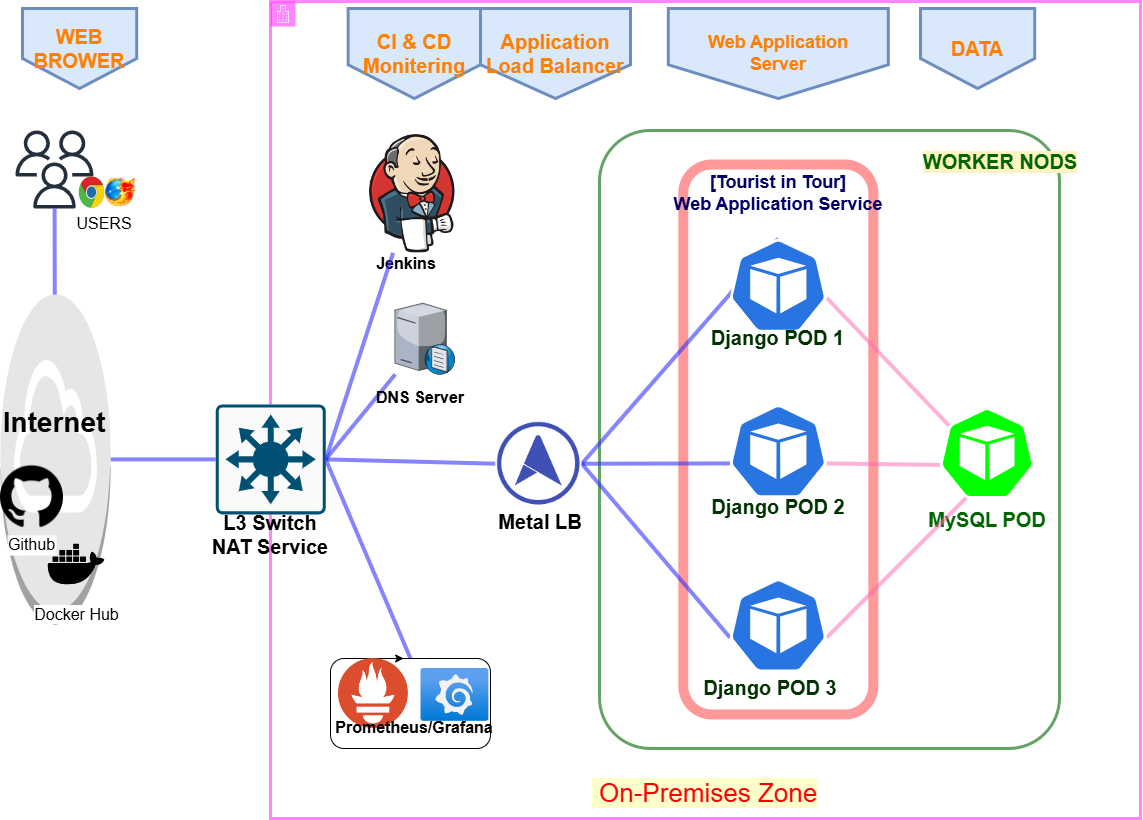 WEB
BROWER
CI & CD
Monitering
Application
Load Balancer
Web Application
Server
DATA
USERS
Jenkins
WORKER NODS
[Tourist in Tour]
Web Application Service
Django POD 1
DNS Server
Internet
L3 Switch
NAT Service
Metal LB
Django POD 2
MySQL POD
Github
Docker Hub
Django POD 3
Prometheus/Grafana
On-Premises Zone